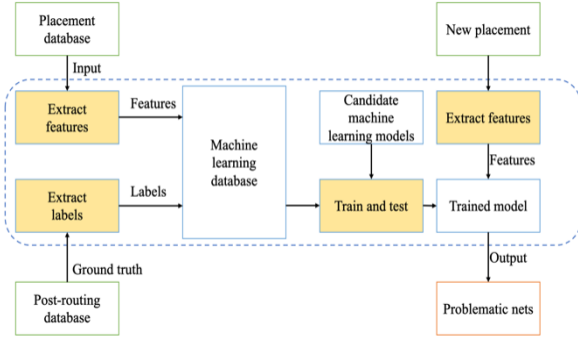 Placement
database
New placement
Input
Extract
features
Features
Machine
learning
database
Candidate
machine
learning models
Extract features
Features
Extract
labels
Labels
Train and test
Trained model
Ground truth
Output
Post-routing
database
Problematic nets